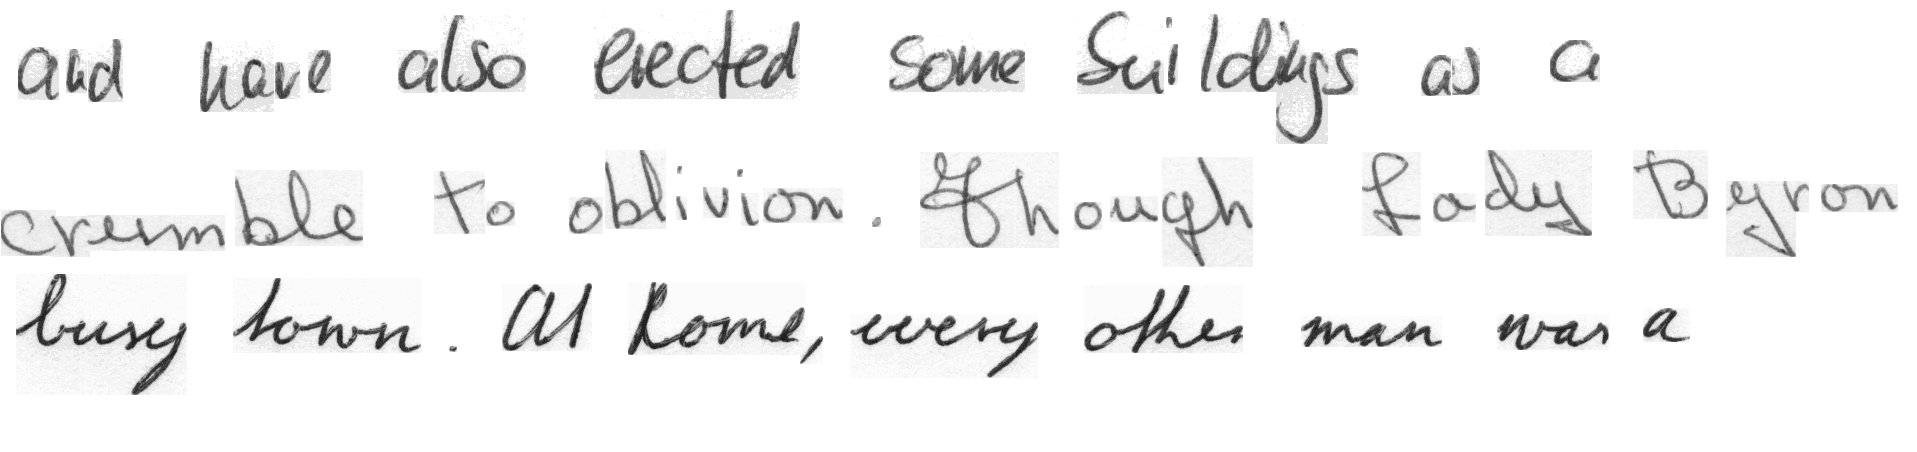 and have also erected some buildings as a
crumble to oblivion. Though Lady Byron
busy town. At Rome, every other man was a